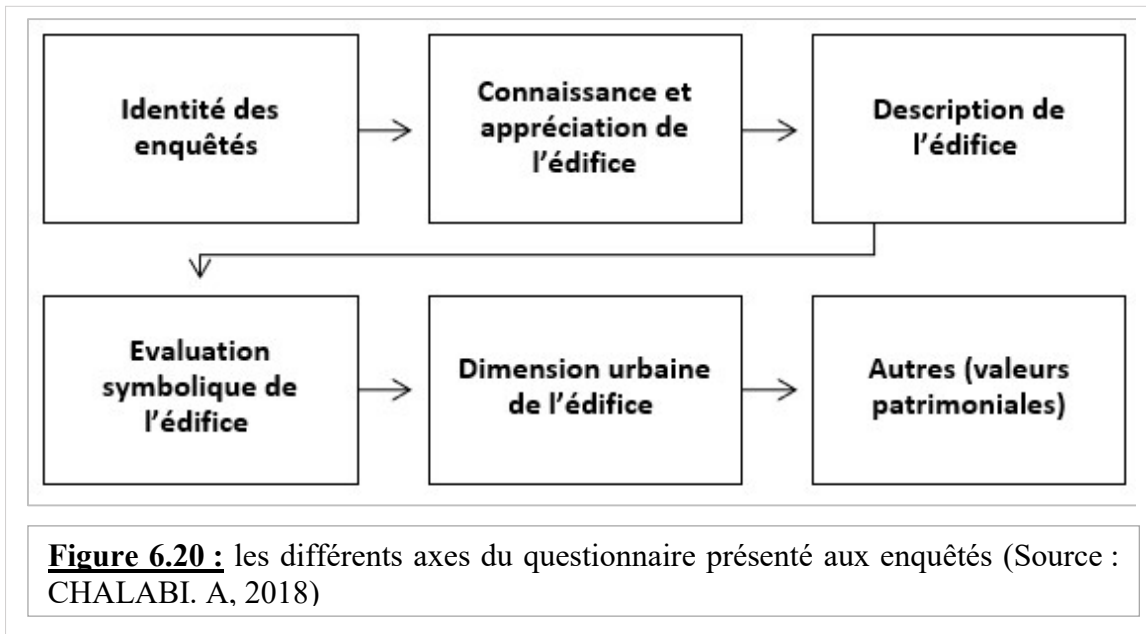 Identité des
enquêtés
Connaissance et
appréciation de
l'édifice
Description de
l'édifice
Evaluation
symbolique de
l'édifice
Dimension urbaine
de l'édifice
Autres (valeurs
patrimoniales)
Figure 6.20 : les différents axes du questionnaire présenté aux enquêtés (Source :
CHALABI. A, 2018)